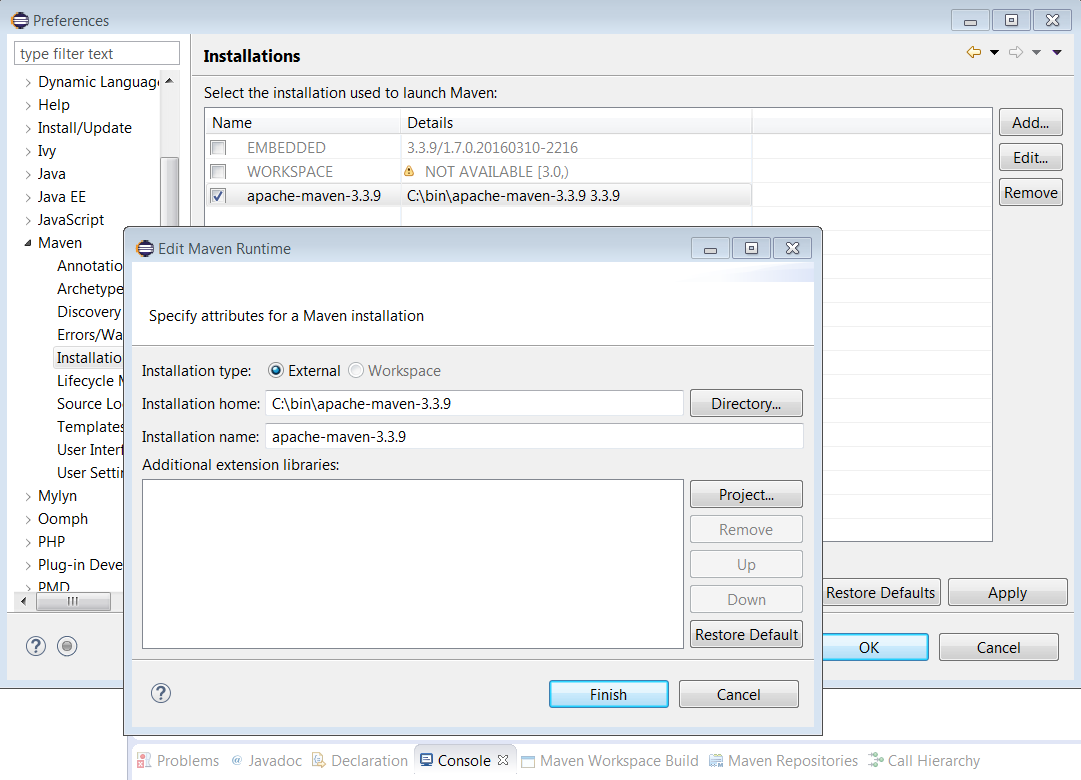 Preferences
type filter text
Dynamic Languag
Help
Install/Update
Ivy
Java
Java EE
JavaScript
Maven
Annotatio
Archetype
Discovery
Errors/Wa
Installatio
Lifecycle M
Source Lo
Templates
User Interf
User Settin
Mylyn
Oomph
PHP
Plug-in Deve
PMD
Installations
Select the installation used to launch Maven:
Name Details
EMBEDDED 3.3.9/1.7.0.20160310-2216
WORKSPACE NOT AVAILABLE [3.0,)
apache-maven-3.3.9 C:\bin\apache-maven-3.3.9 3.3.9
Add...
Edit...
Remove
Restore Defaults Apply
OK Cancel
Edit Maven Runtime
Specify attributes for a Maven installation
Installation type: External Workspace
Installation home: C:\bin\apache-maven-3.3.9 Directory...
Installation name: apache-maven-3.3.9
Additional extension libraries:
Project...
Remove
Up
Down
Restore Default
Finish Cancel
Problems @ Javadoc Declaration Console Maven Workspace Build Maven Repositories Call Hierarchy